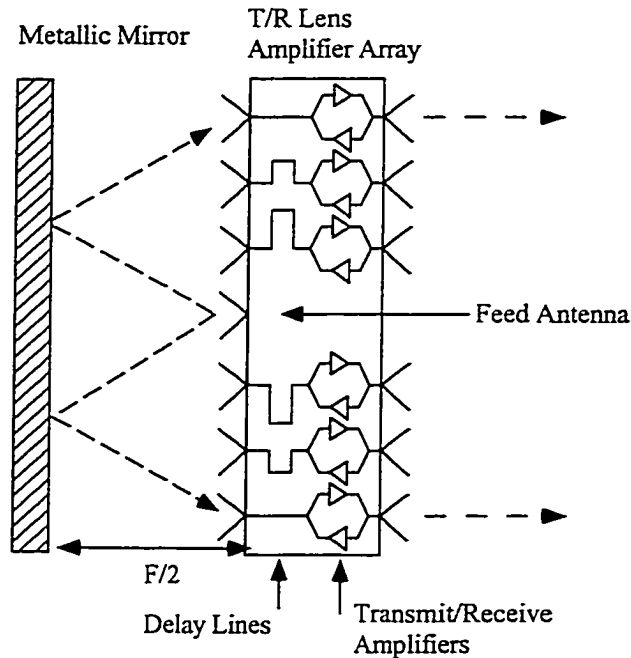 Metallic Mirror
T/R Lens
Amplifier Array
Feed Antenna
F/2
Delay Lines
Transmit/Receive
Amplifiers